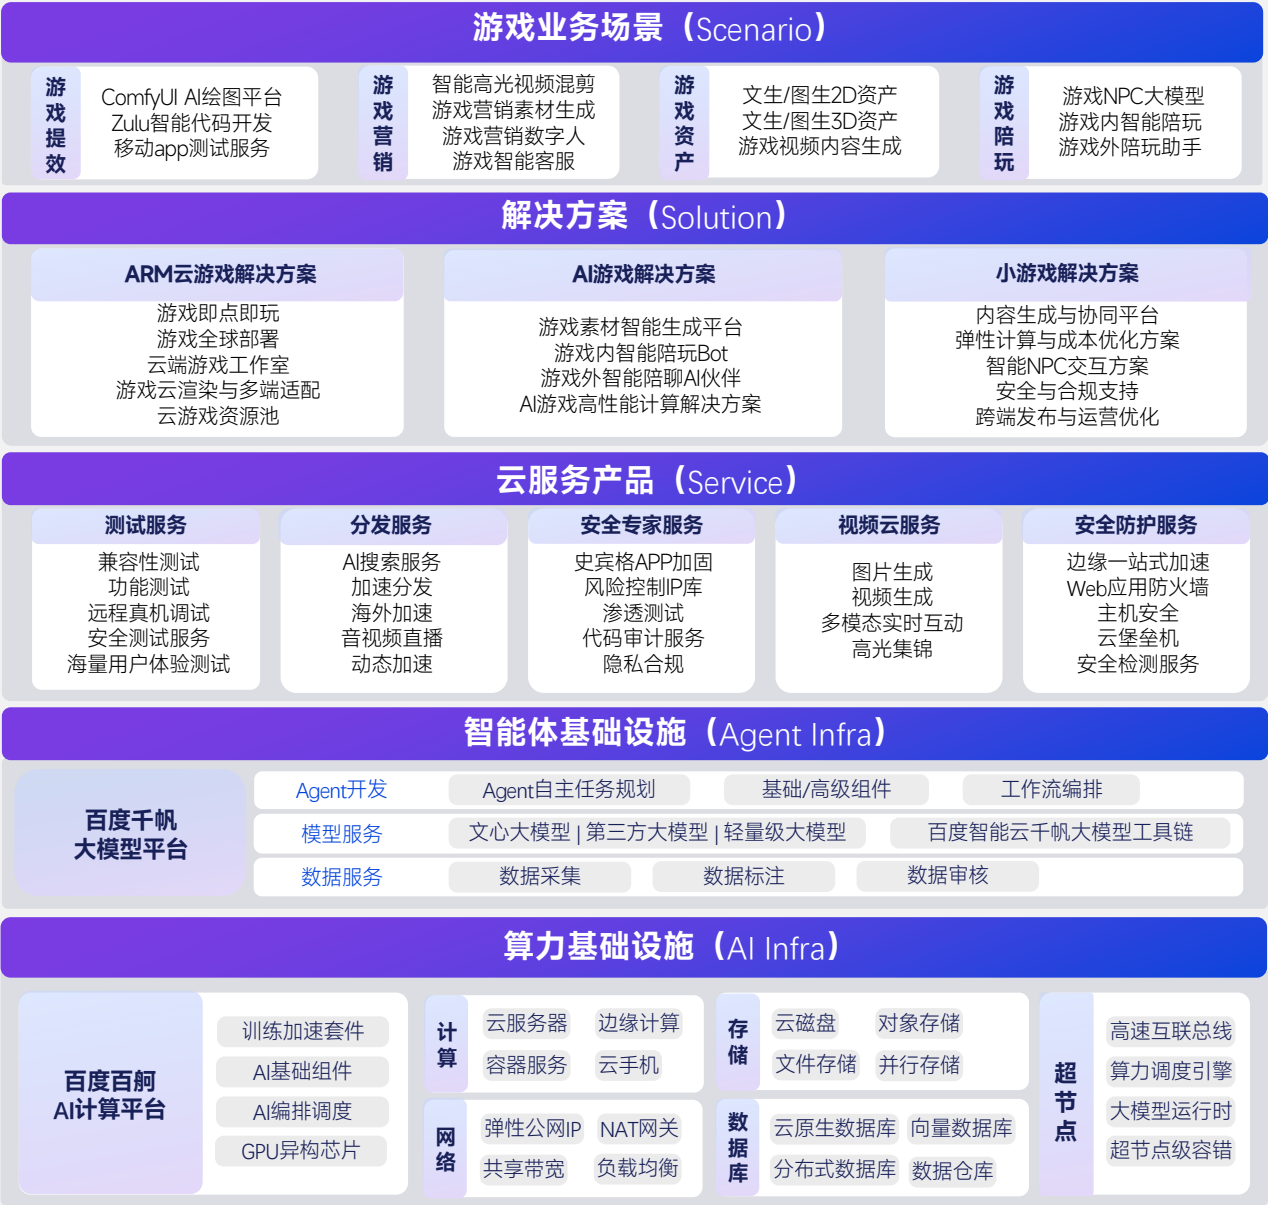 游戏业务场景（Scenario）
游戏提效
ComfyUI AI绘图平台
Zulu智能代码开发
移动app测试服务
游戏营销
智能高光视频混剪
游戏营销素材生成
游戏营销数字人
游戏智能客服
游戏资产
文生/图生2D资产
文生/图生3D资产
游戏视频内容生成
游戏陪玩
游戏NPC大模型
游戏内智能陪玩
游戏外陪玩助手
解决方案（Solution）
ARM云游戏解决方案
游戏即点即玩
游戏全球部署
云端游戏工作室
游戏云渲染与多端适配
云游戏资源池
AI游戏解决方案
游戏素材智能生成平台
游戏内智能陪玩Bot
游戏外智能陪聊AI伙伴
AI游戏高性能计算解决方案
小游戏解决方案
内容生成与协同平台
弹性计算与成本优化方案
智能NPC交互方案
安全与合规支持
跨端发布与运营优化
云服务产品（Service）
测试服务
兼容性测试
功能测试
远程真机调试
安全测试服务
海量用户体验测试
分发服务
AI搜索服务
加速分发
海外加速
音视频直播
动态加速
安全专家服务
史宾格APP加固
风险控制IP库
渗透测试
代码审计服务
隐私合规
视频云服务
图片生成
视频生成
多模态实时互动
高光集锦
安全防护服务
边缘一站式加速
Web应用防火墙
主机安全
云堡垒机
安全检测服务
智能体基础设施（Agent Infra）
百度千帆
大模型平台
Agent开发 Agent自主任务规划 基础/高级组件 工作流编排
模型服务 文心大模型 | 第三方大模型 | 轻量级大模型 百度智能云千帆大模型工具链
数据服务 数据采集 数据标注 数据审核
算力基础设施（AI Infra）
百度百舸
AI计算平台
训练加速套件
AI基础组件
AI编排调度
GPU异构芯片
计算
云服务器 边缘计算
容器服务 云手机
网络
弹性公网IP NAT网关
共享带宽 负载均衡
存储
云磁盘 对象存储
文件存储 并行存储
数据库
云原生数据库 向量数据库
分布式数据库 数据仓库
超节点
高速互联总线
算力调度引擎
大模型运行时
超节点级容错